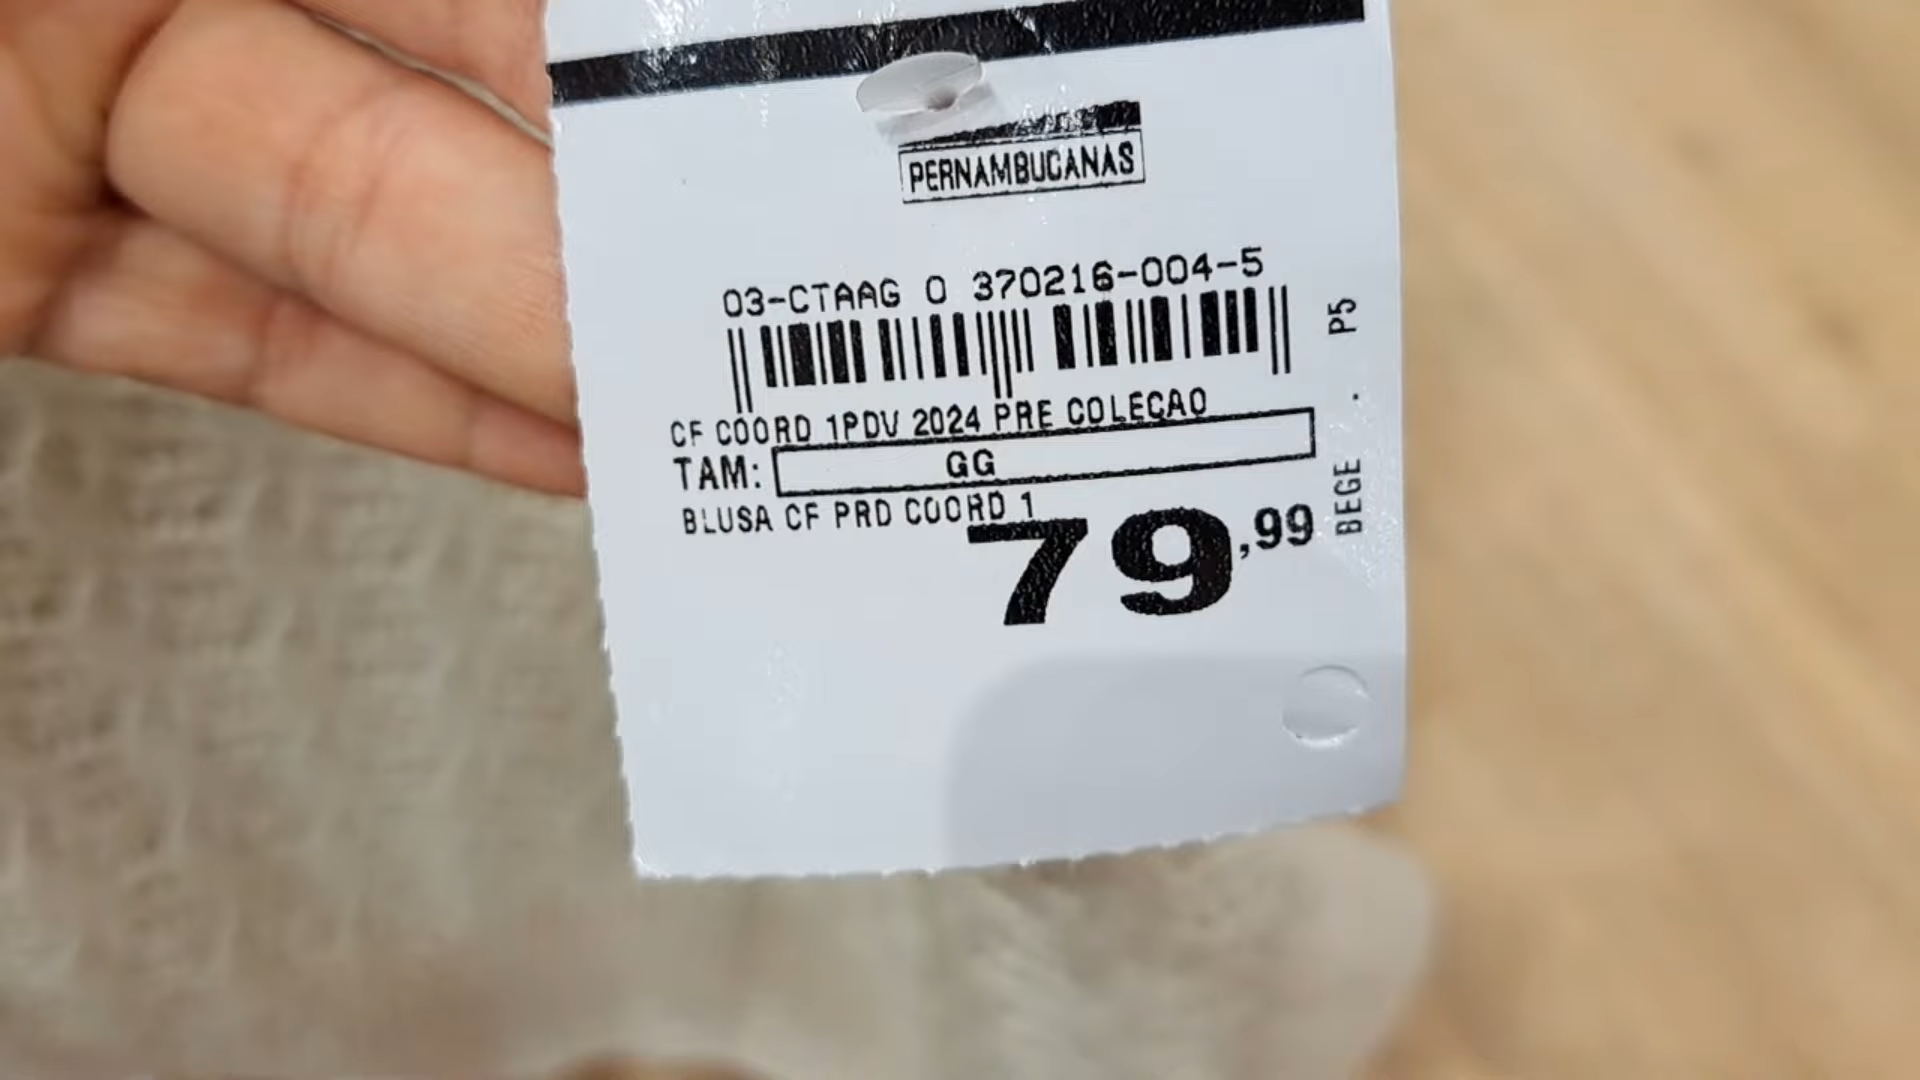 PERNAMBUCANAS
03-CTAAG 0 370216-004-5
CF COORD 1PDV 2024 PRE COLEÇAO
TAM: GG
BLUSA CF PRD COORD 1
79,99
BEGE . P5